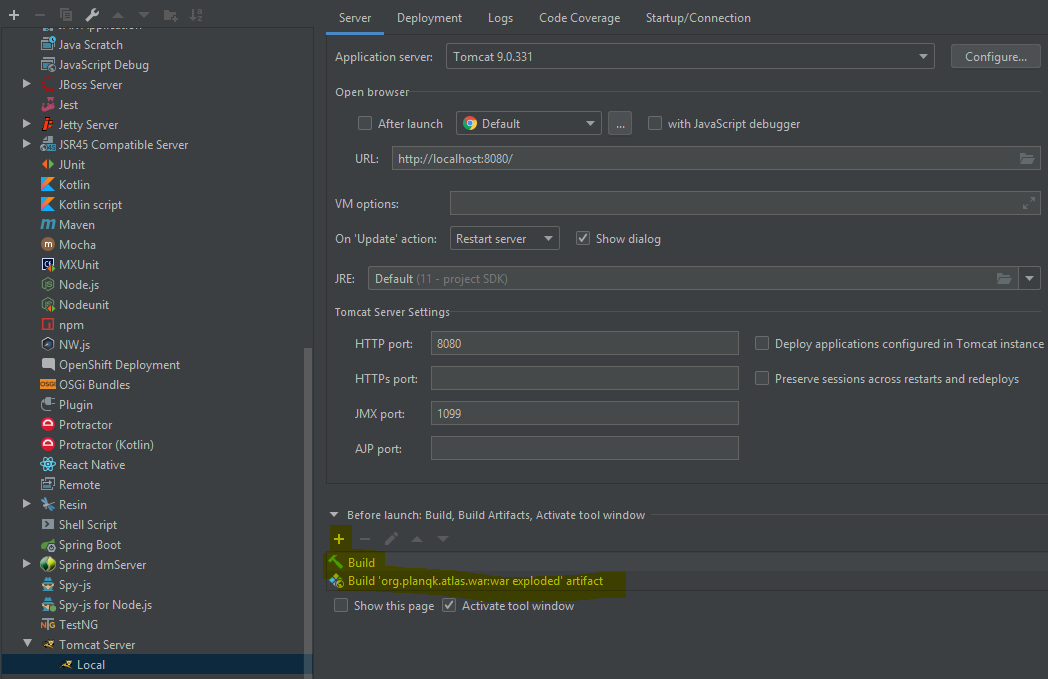 Server Deployment Logs Code Coverage Startup/Connection
Java Scratch
JavaScript Debug
JBoss Server
Jest
Jetty Server
JSR45 Compatible Server
JUnit
Kotlin
Kotlin script
Maven
Mocha
MXUnit
Node.js
Nodeunit
npm
NW.js
OpenShift Deployment
OSGi Bundles
Plugin
Protractor
Protractor (Kotlin)
React Native
Remote
Resin
Shell Script
Spring Boot
Spring dmServer
Spy-js
Spy-js for Node.js
TestNG
Tomcat Server
Local
Application server: Tomcat 9.0.331 Configure...
Open browser
After launch Default ... with JavaScript debugger
URL: http://localhost:8080/
VM options:
On 'Update' action: Restart server Show dialog
JRE: Default (11 - project SDK)
Tomcat Server Settings
HTTP port: 8080 Deploy applications configured in Tomcat instance
HTTPs port: Preserve sessions across restarts and redeploys
JMX port: 1099
AJP port:
Before launch: Build, Build Artifacts, Activate tool window
Build
Build 'org.planqk.atlas.war:war exploded' artifact
Show this page Activate tool window